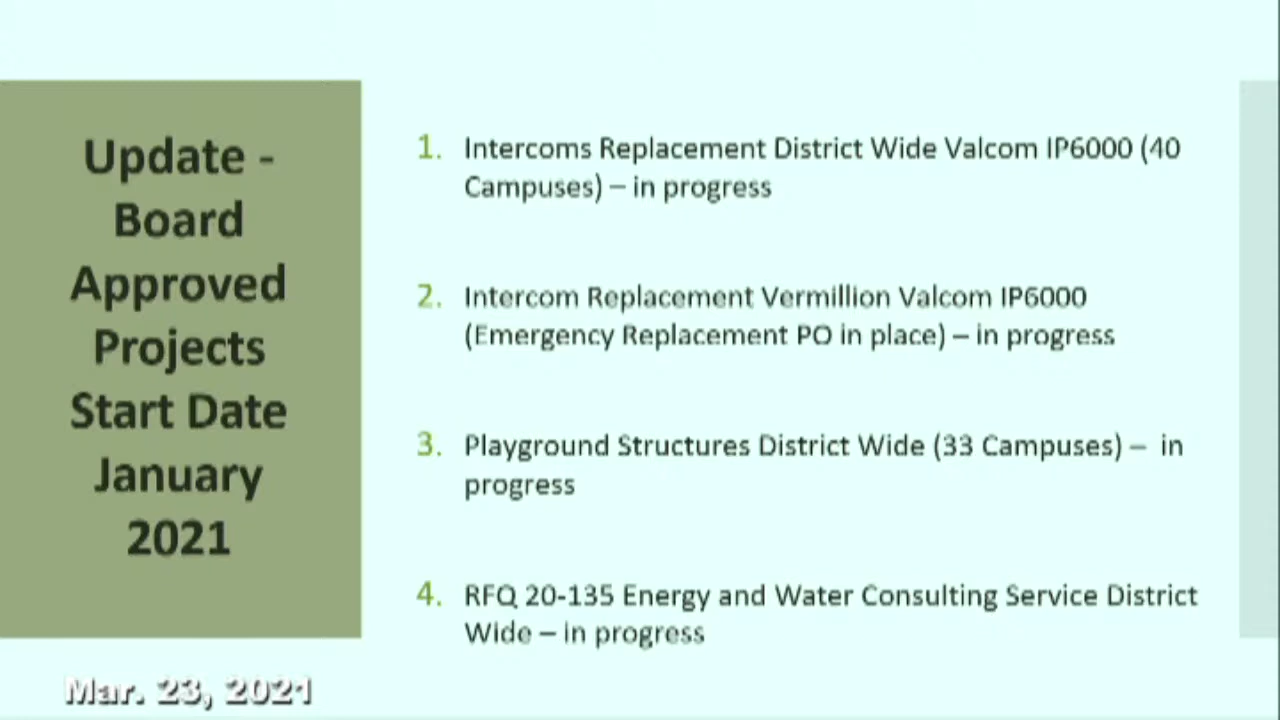 Update -
Board
Approved
Projects
Start Date
January
2021
1. Intercoms Replacement District Wide Valcom IP6000 (40
Campuses) – in progress
2. Intercom Replacement Vermillion Valcom IP6000
(Emergency Replacement PO in place) – in progress
3. Playground Structures District Wide (33 Campuses) – in
progress
4. RFQ 20-135 Energy and Water Consulting Service District
Wide – in progress
Mar. 23, 2021